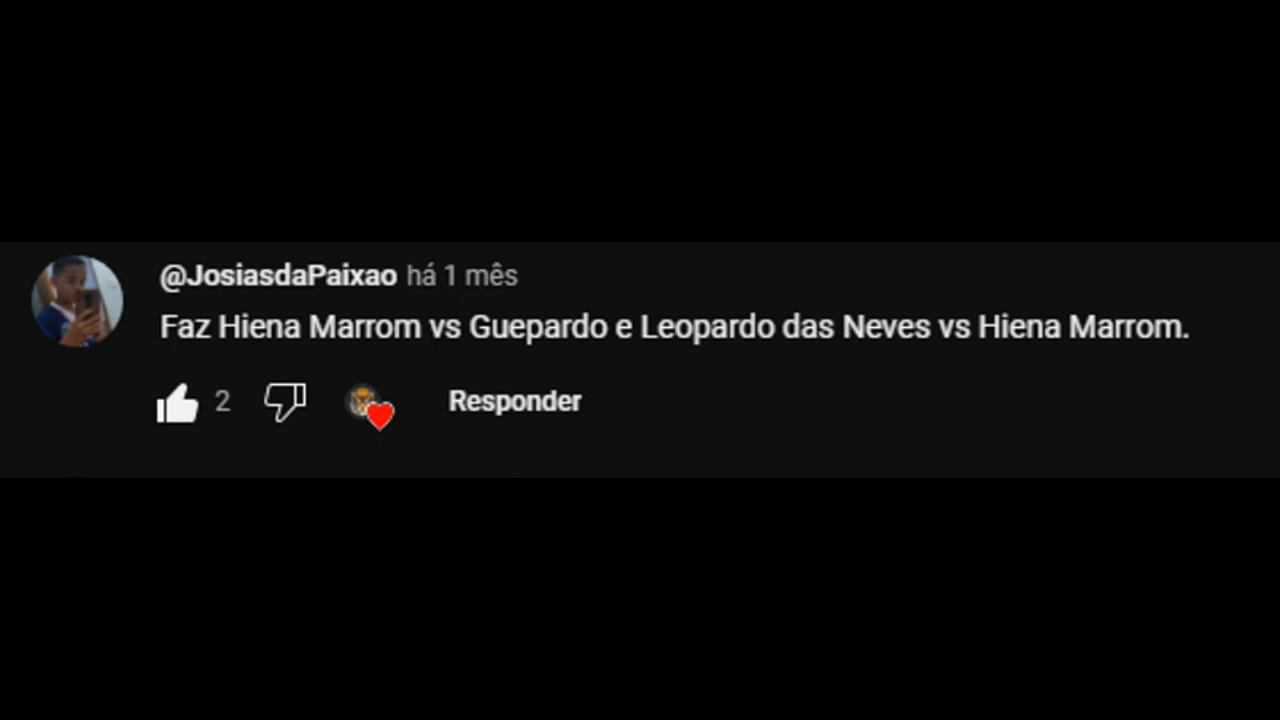 @JosiasdaPaixao há 1 mês
Faz Hiena Marrom vs Guepardo e Leopardo das Neves vs Hiena Marrom.
2 Responder